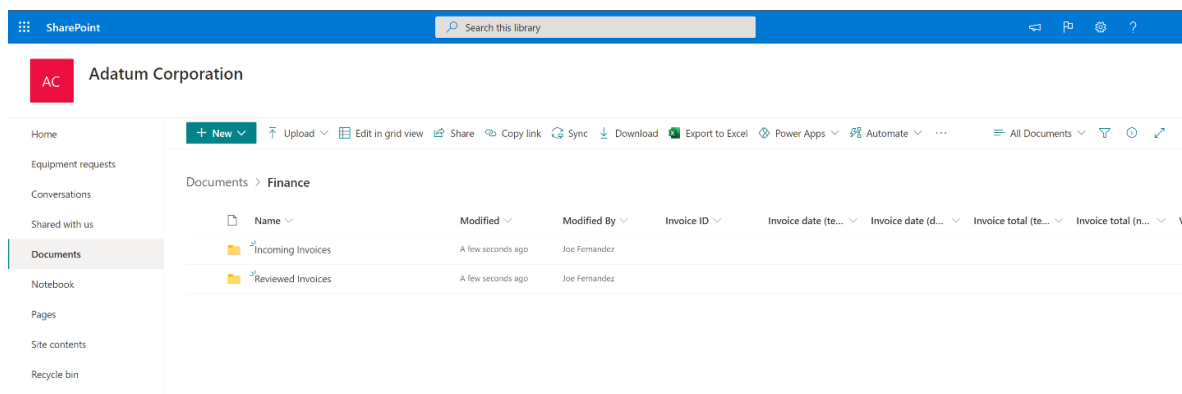 SharePoint
Search this library
?
AC
Adatum Corporation
Home
Equipment requests
Conversations
Shared with us
Documents
Notebook
Pages
Site contents
Recycle bin
+ New Upload Edit in grid view Share Copy link Sync Download Export to Excel Power Apps Automate ... All Documents
Documents > Finance
Name Modified Modified By Invoice ID Invoice date (te... Invoice date (d... Invoice total (te... Invoice total (n...
Incoming Invoices A few seconds ago Joe Fernandez
Reviewed Invoices A few seconds ago Joe Fernandez